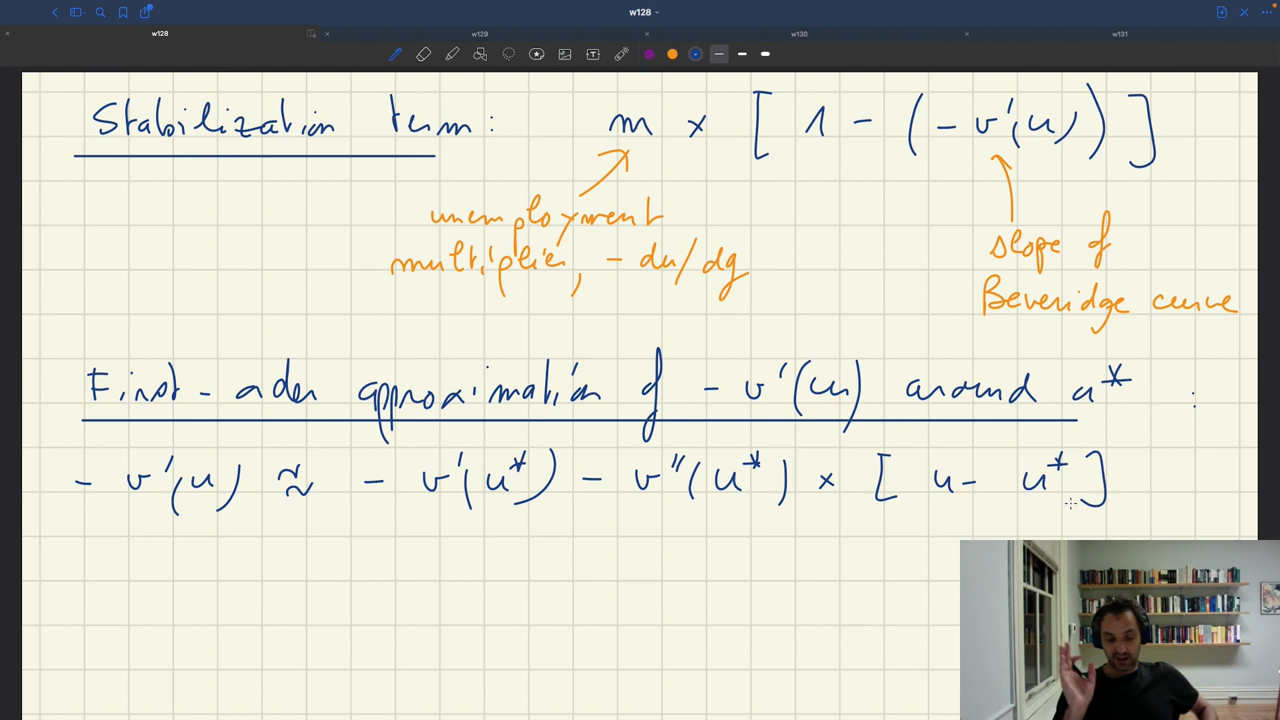 w128
w128
w129
w130
w131
Stabilization term: m × [ 1 - ( - v'(u) ) ]
unemployment
multiplier, - du/dg
slope of
Beveridge curve
First-order approximation of - v'(u) around u* :
- v'(u) ≈ - v'(u*) - v''(u*) × [ u - u* ]